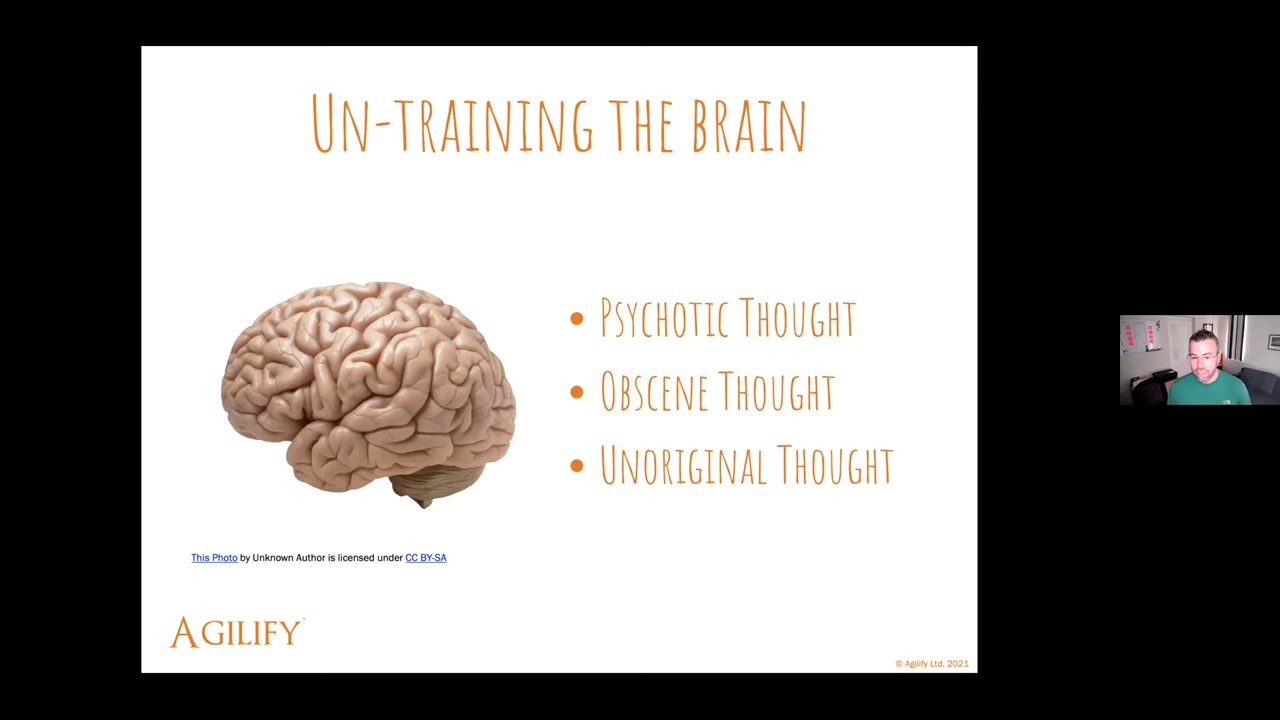 Un-training the brain
• Psychotic Thought
• Obscene Thought
• Unoriginal Thought
This Photo by Unknown Author is licensed under CC BY-SA
AGILIFY®
© Agilify Ltd. 2021